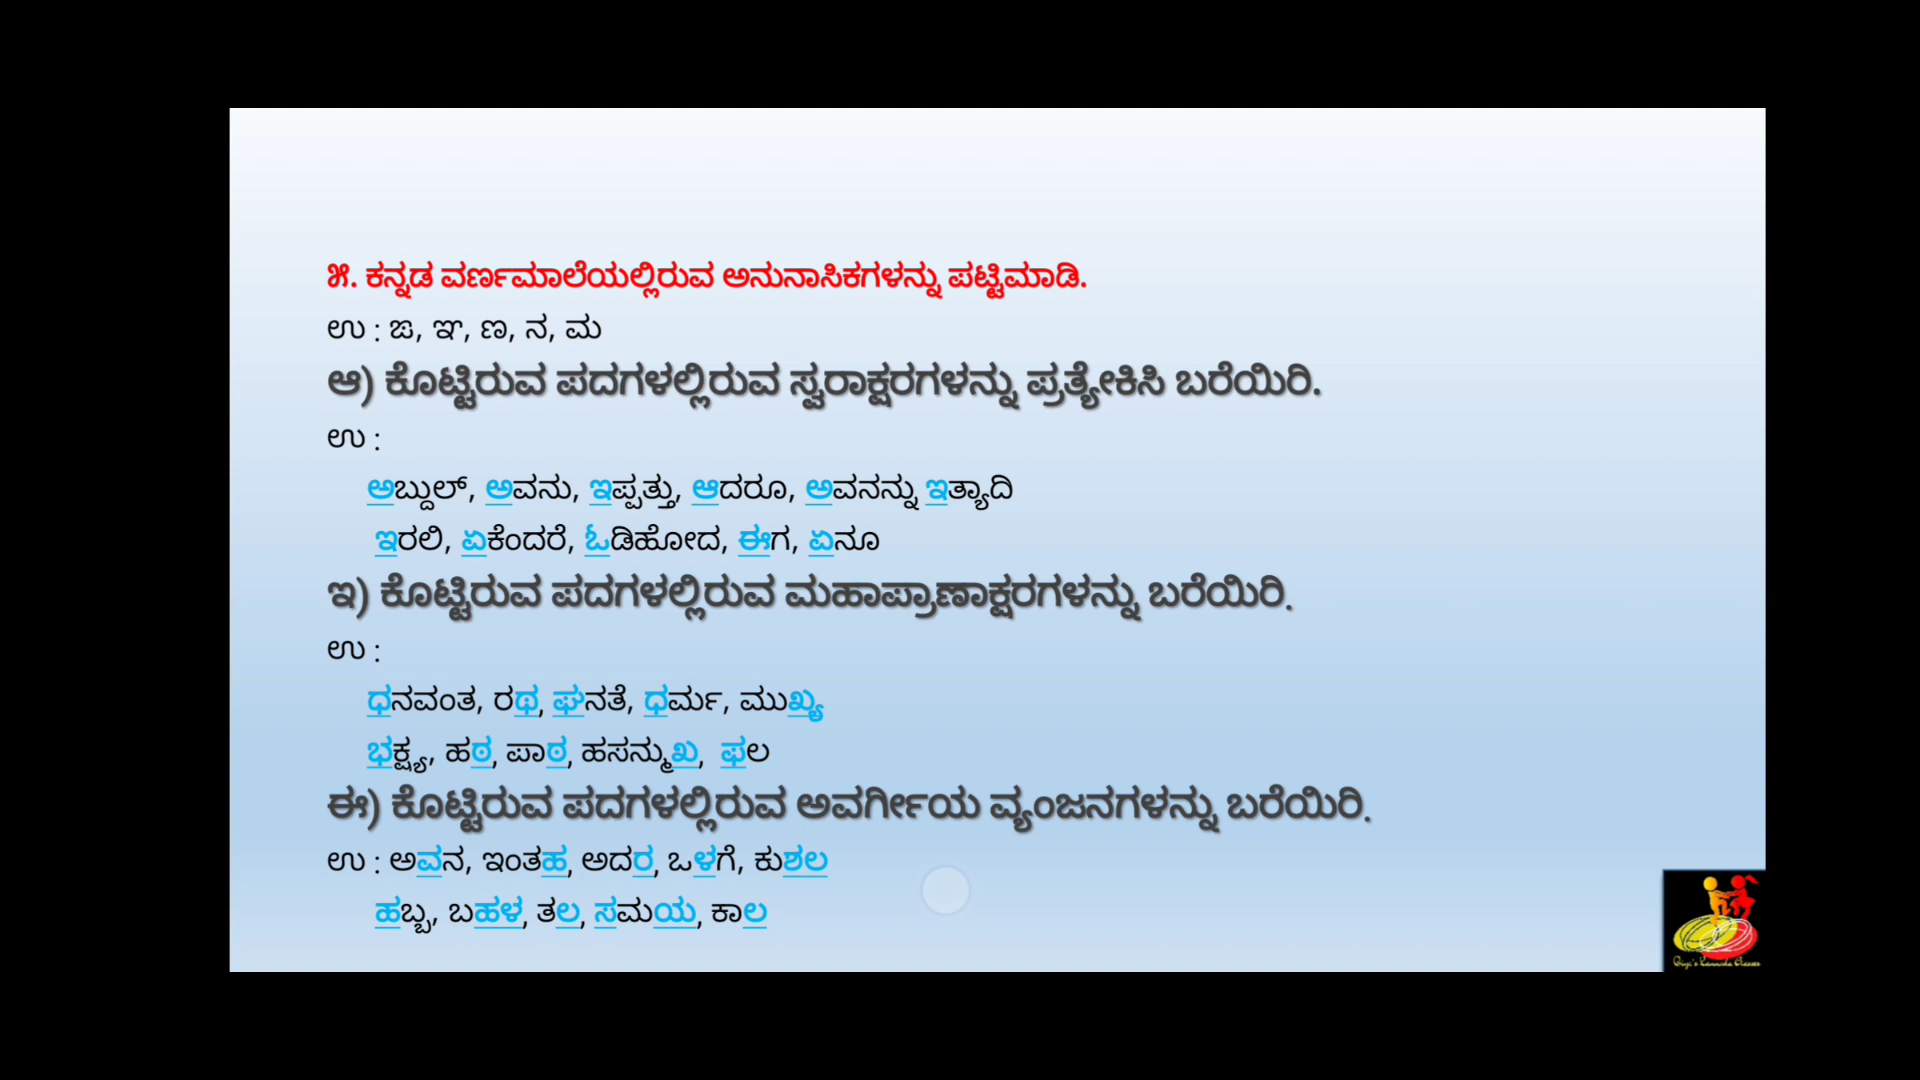 ೫. ಕನ್ನಡ ವರ್ಣಮಾಲೆಯಲ್ಲಿರುವ ಅನುನಾಸಿಕಗಳನ್ನು ಪಟ್ಟಿಮಾಡಿ.
ಉ : ಙ, ಞ, ಣ, ನ, ಮ
ಆ) ಕೊಟ್ಟಿರುವ ಪದಗಳಲ್ಲಿರುವ ಸ್ವರಾಕ್ಷರಗಳನ್ನು ಪ್ರತ್ಯೇಕಿಸಿ ಬರೆಯಿರಿ.
ಉ :
ಅಬ್ದುಲ್, ಅವನು, ಇಪ್ಪತ್ತು, ಆದರೂ, ಅವನನ್ನು ಇತ್ಯಾದಿ
ಇರಲಿ, ಏಕೆಂದರೆ, ಓಡಿಹೋದ, ಈಗ, ಏನೂ
ಇ) ಕೊಟ್ಟಿರುವ ಪದಗಳಲ್ಲಿರುವ ಮಹಾಪ್ರಾಣಾಕ್ಷರಗಳನ್ನು ಬರೆಯಿರಿ.
ಉ :
ಧನವಂತ, ರಥ, ಘನತೆ, ಧರ್ಮ, ಮುಖ್ಯ
ಭಕ್ಷ್ಯ, ಹಠ, ಪಾಠ, ಹಸನ್ಮುಖ, ಫಲ
ಈ) ಕೊಟ್ಟಿರುವ ಪದಗಳಲ್ಲಿರುವ ಅವರ್ಗೀಯ ವ್ಯಂಜನಗಳನ್ನು ಬರೆಯಿರಿ.
ಉ : ಅವನ, ಇಂತಹ, ಅದರ, ಒಳಗೆ, ಕುಶಲ
ಹಬ್ಬ, ಬಹಳ, ತಲ, ಸಮಯ, ಕಾಲ